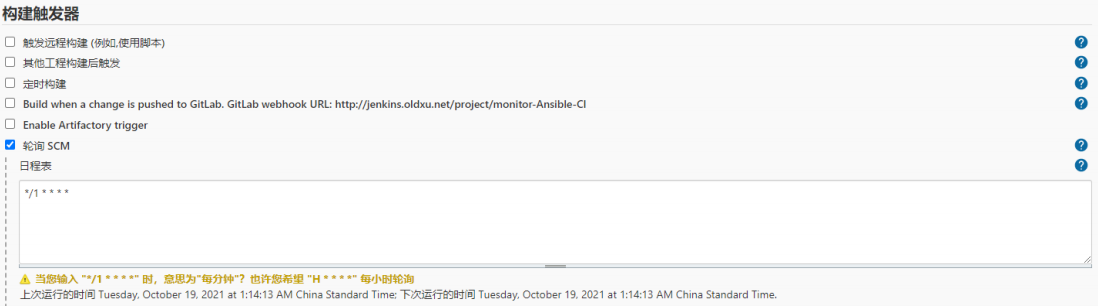 构建触发器
触发远程构建 (例如,使用脚本)
其他工程构建后触发
定时构建
Build when a change is pushed to GitLab. GitLab webhook URL: http://jenkins.oldxu.net/project/monitor-Ansible-CI
Enable Artifactory trigger
轮询 SCM
日程表
*/1 * * * *
当您输入 "*/1 * * * *" 时，意思为"每分钟"？也许您希望 "H * * * *" 每小时轮询
上次运行的时间 Tuesday, October 19, 2021 at 1:14:13 AM China Standard Time; 下次运行的时间 Tuesday, October 19, 2021 at 1:14:13 AM China Standard Time.